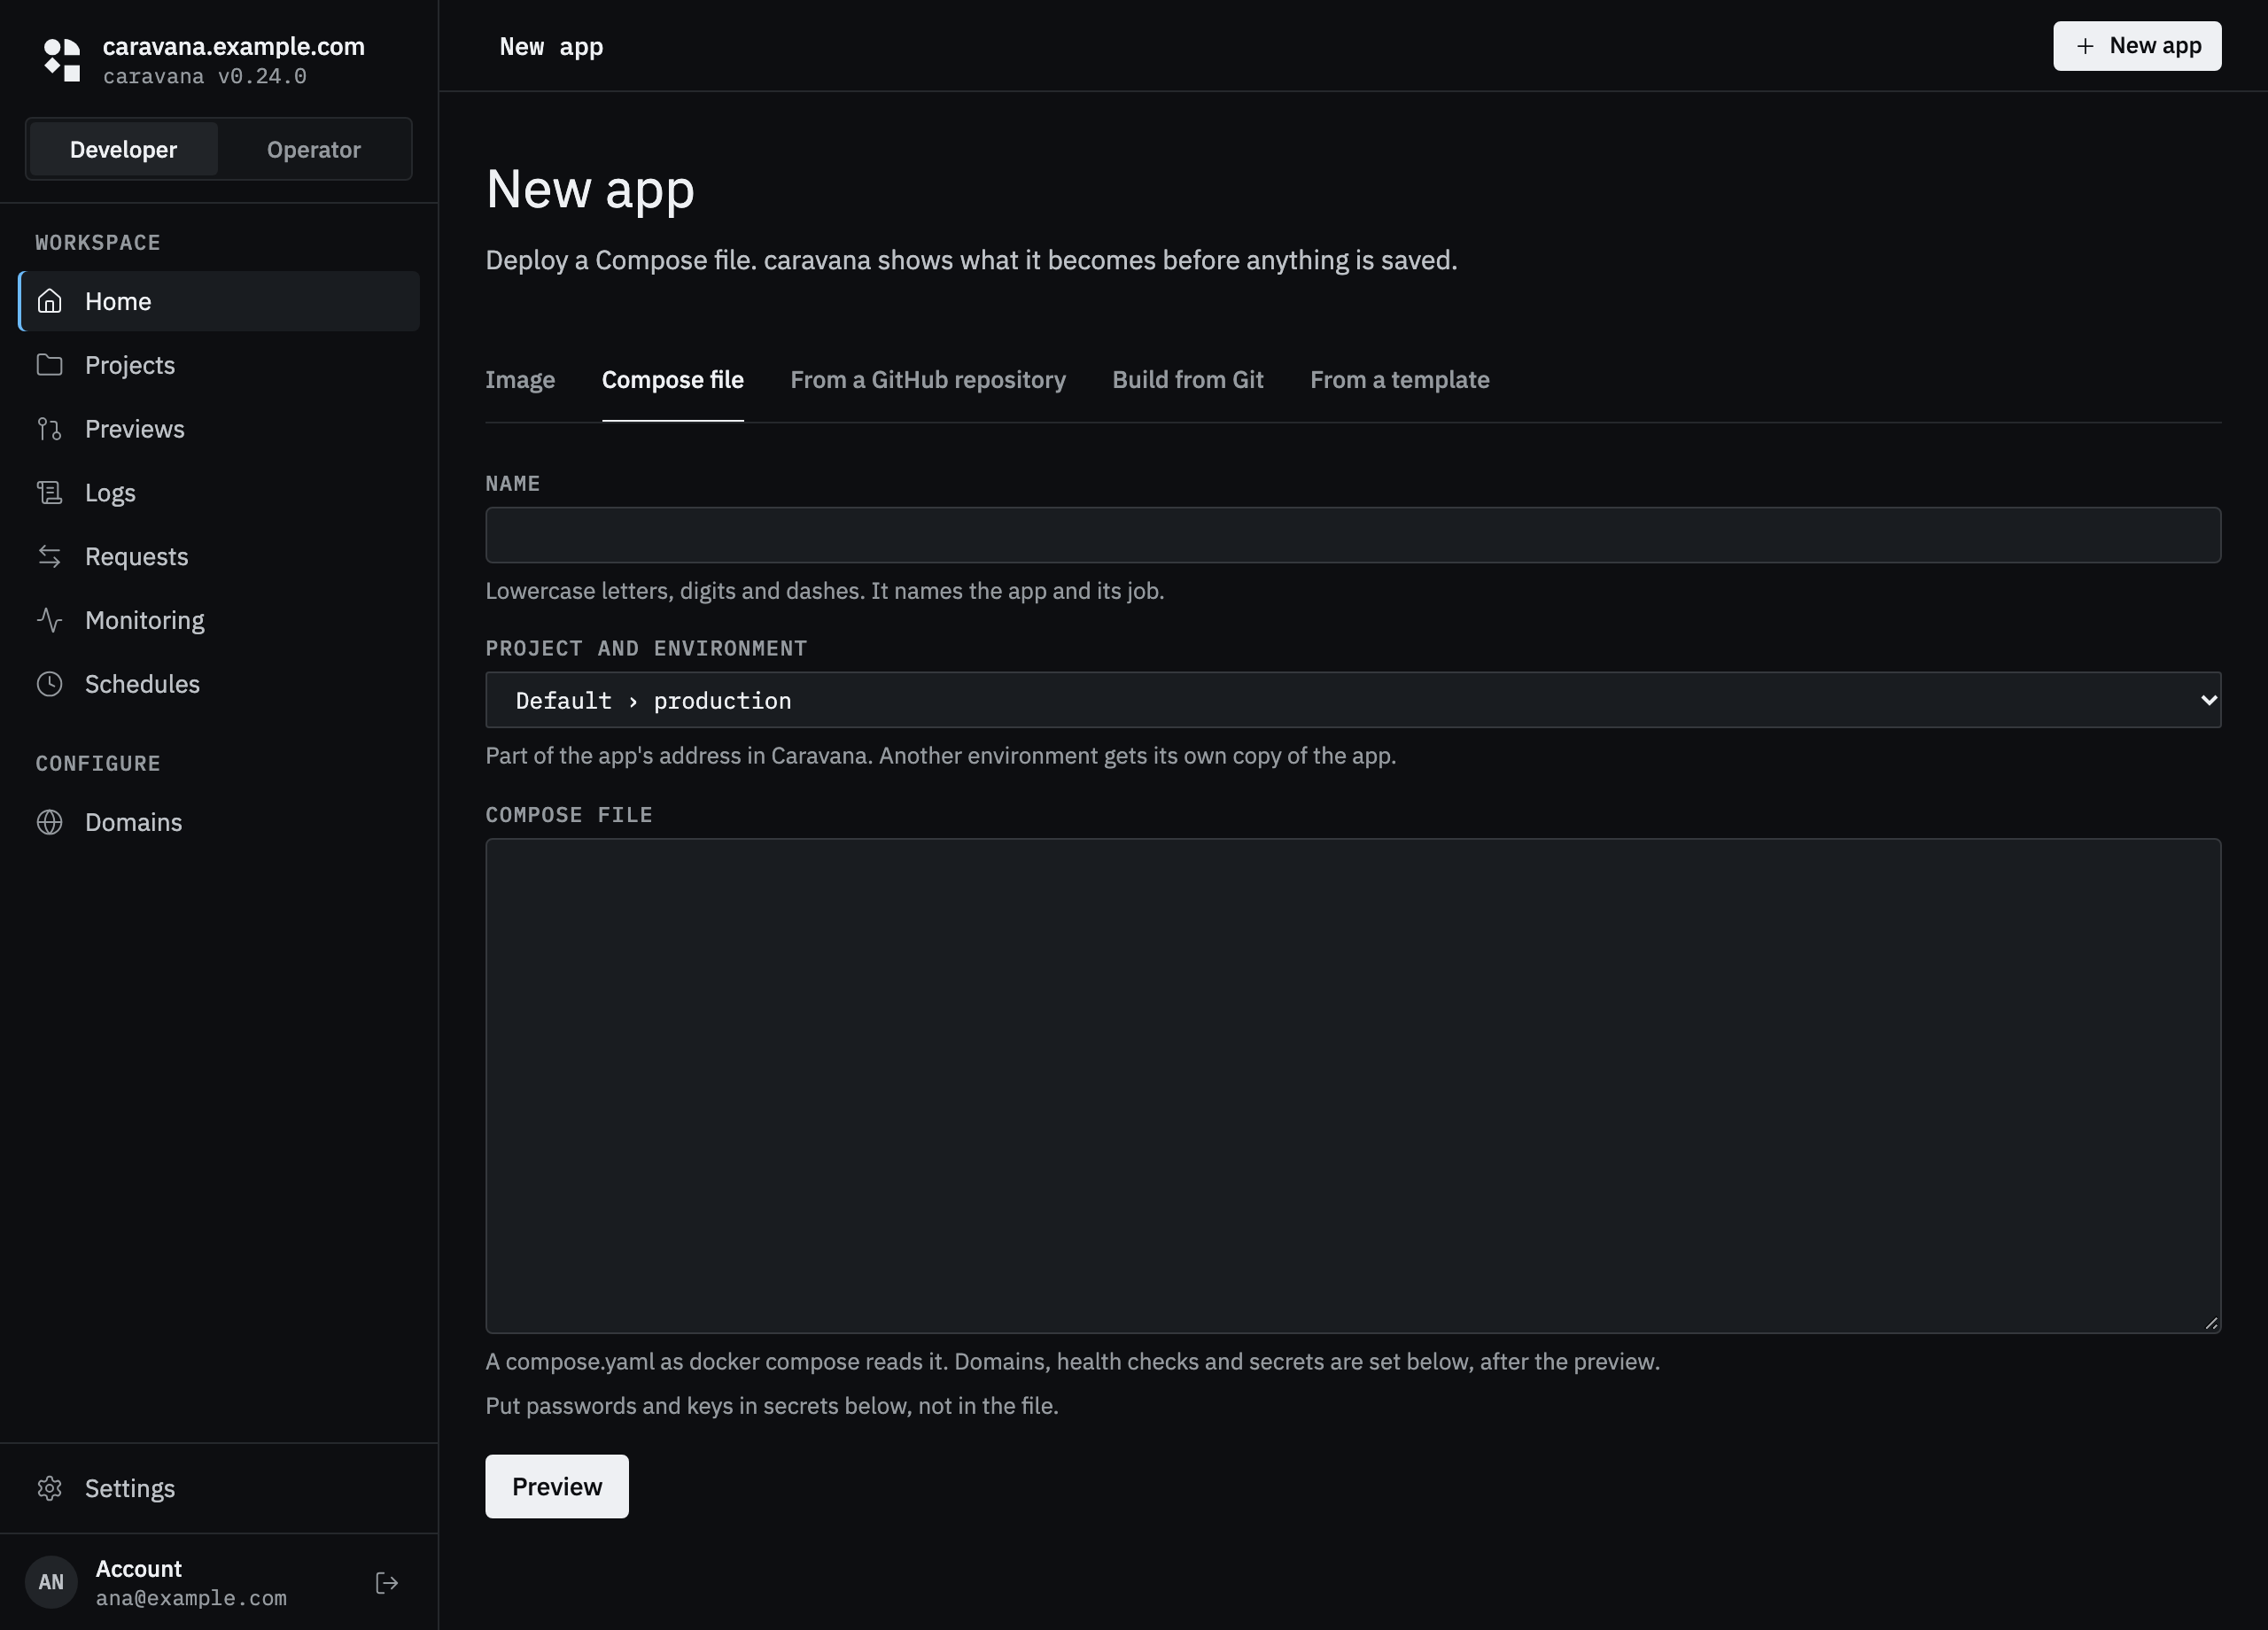 caravana.example.com
caravana v0.24.0
Developer
Operator
WORKSPACE
Home
Projects
Previews
Logs
Requests
Monitoring
Schedules
CONFIGURE
Domains
Settings
AN
Account
ana@example.com
New app
New app
New app
Deploy a Compose file. caravana shows what it becomes before anything is saved.
Image
Compose file
From a GitHub repository
Build from Git
From a template
NAME
Lowercase letters, digits and dashes. It names the app and its job.
PROJECT AND ENVIRONMENT
Default › production
Part of the app's address in Caravana. Another environment gets its own copy of the app.
COMPOSE FILE
A compose.yaml as docker compose reads it. Domains, health checks and secrets are set below, after the preview.
Put passwords and keys in secrets below, not in the file.
Preview